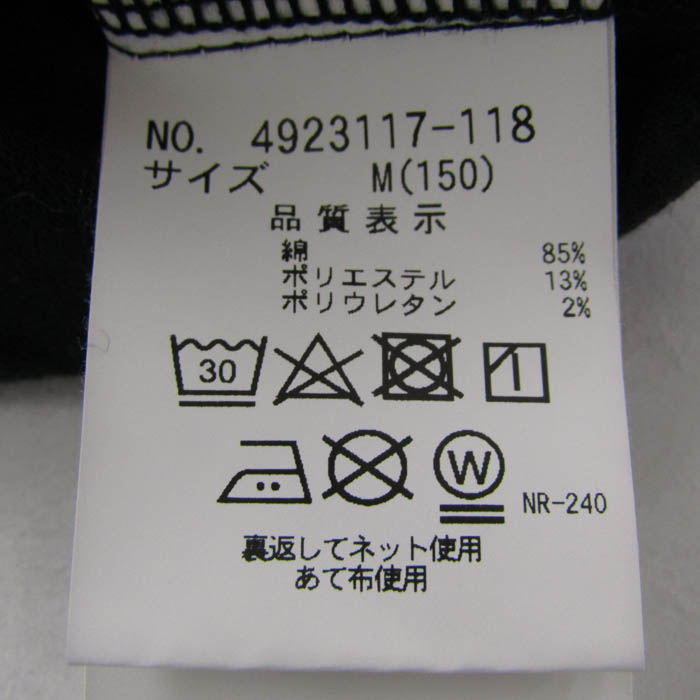 NO. 4923117-118
サイズ M(150)
品質表示
綿 85%
ポリエステル 13%
ポリウレタン 2%
30
W
NR-240
裏返してネット使用
あて布使用